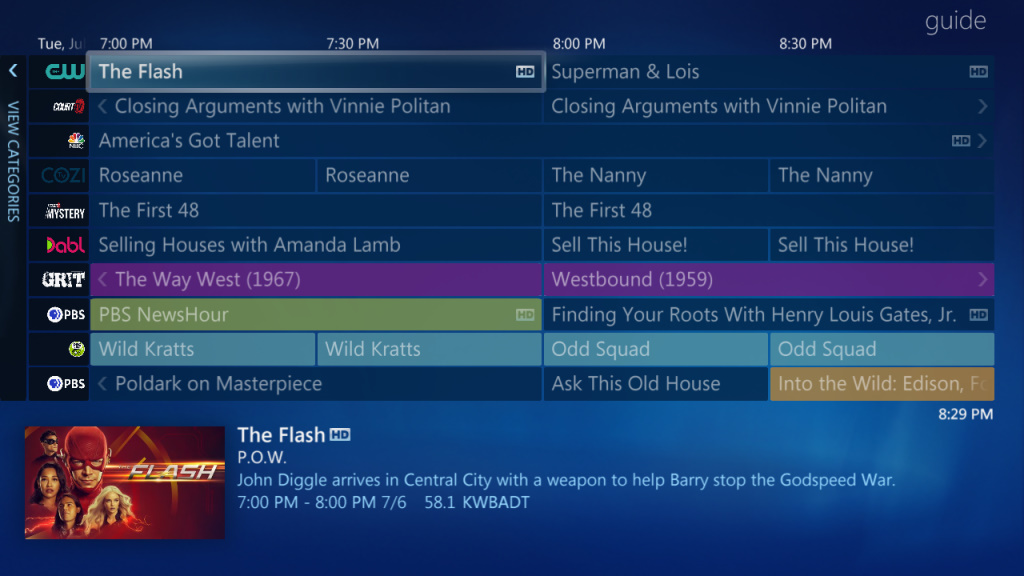 guide
Tue, Ju 7:00 PM 7:30 PM 8:00 PM 8:30 PM
VIEW CATEGORIES
CW The Flash HD Superman & Lois HD
COURT Closing Arguments with Vinnie Politan Closing Arguments with Vinnie Politan
NBC America's Got Talent HD
COZI Roseanne Roseanne The Nanny The Nanny
MYSTERY The First 48 The First 48
Dabl Selling Houses with Amanda Lamb Sell This House! Sell This House!
GRIT The Way West (1967) Westbound (1959)
PBS PBS NewsHour HD Finding Your Roots With Henry Louis Gates, Jr. HD
Wild Kratts Wild Kratts Odd Squad Odd Squad
PBS Poldark on Masterpiece Ask This Old House Into the Wild: Edison, Fo
8:29 PM
THE FLASH
The Flash HD
P.O.W.
John Diggle arrives in Central City with a weapon to help Barry stop the Godspeed War.
7:00 PM - 8:00 PM 7/6 58.1 KWBADT